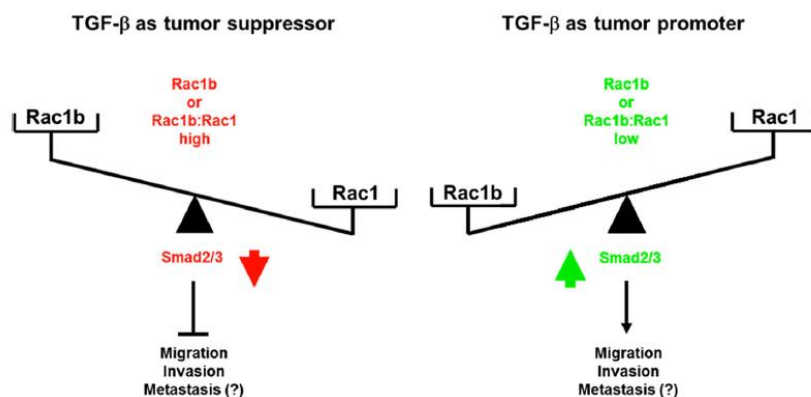 TGF-β as tumor suppressor
Rac1b
or
Rac1b:Rac1
high
Rac1b
Rac1
Smad2/3
Migration
Invasion
Metastasis (?)
TGF-β as tumor promoter
Rac1b
or
Rac1b:Rac1
low
Rac1
Rac1b
Smad2/3
Migration
Invasion
Metastasis (?)